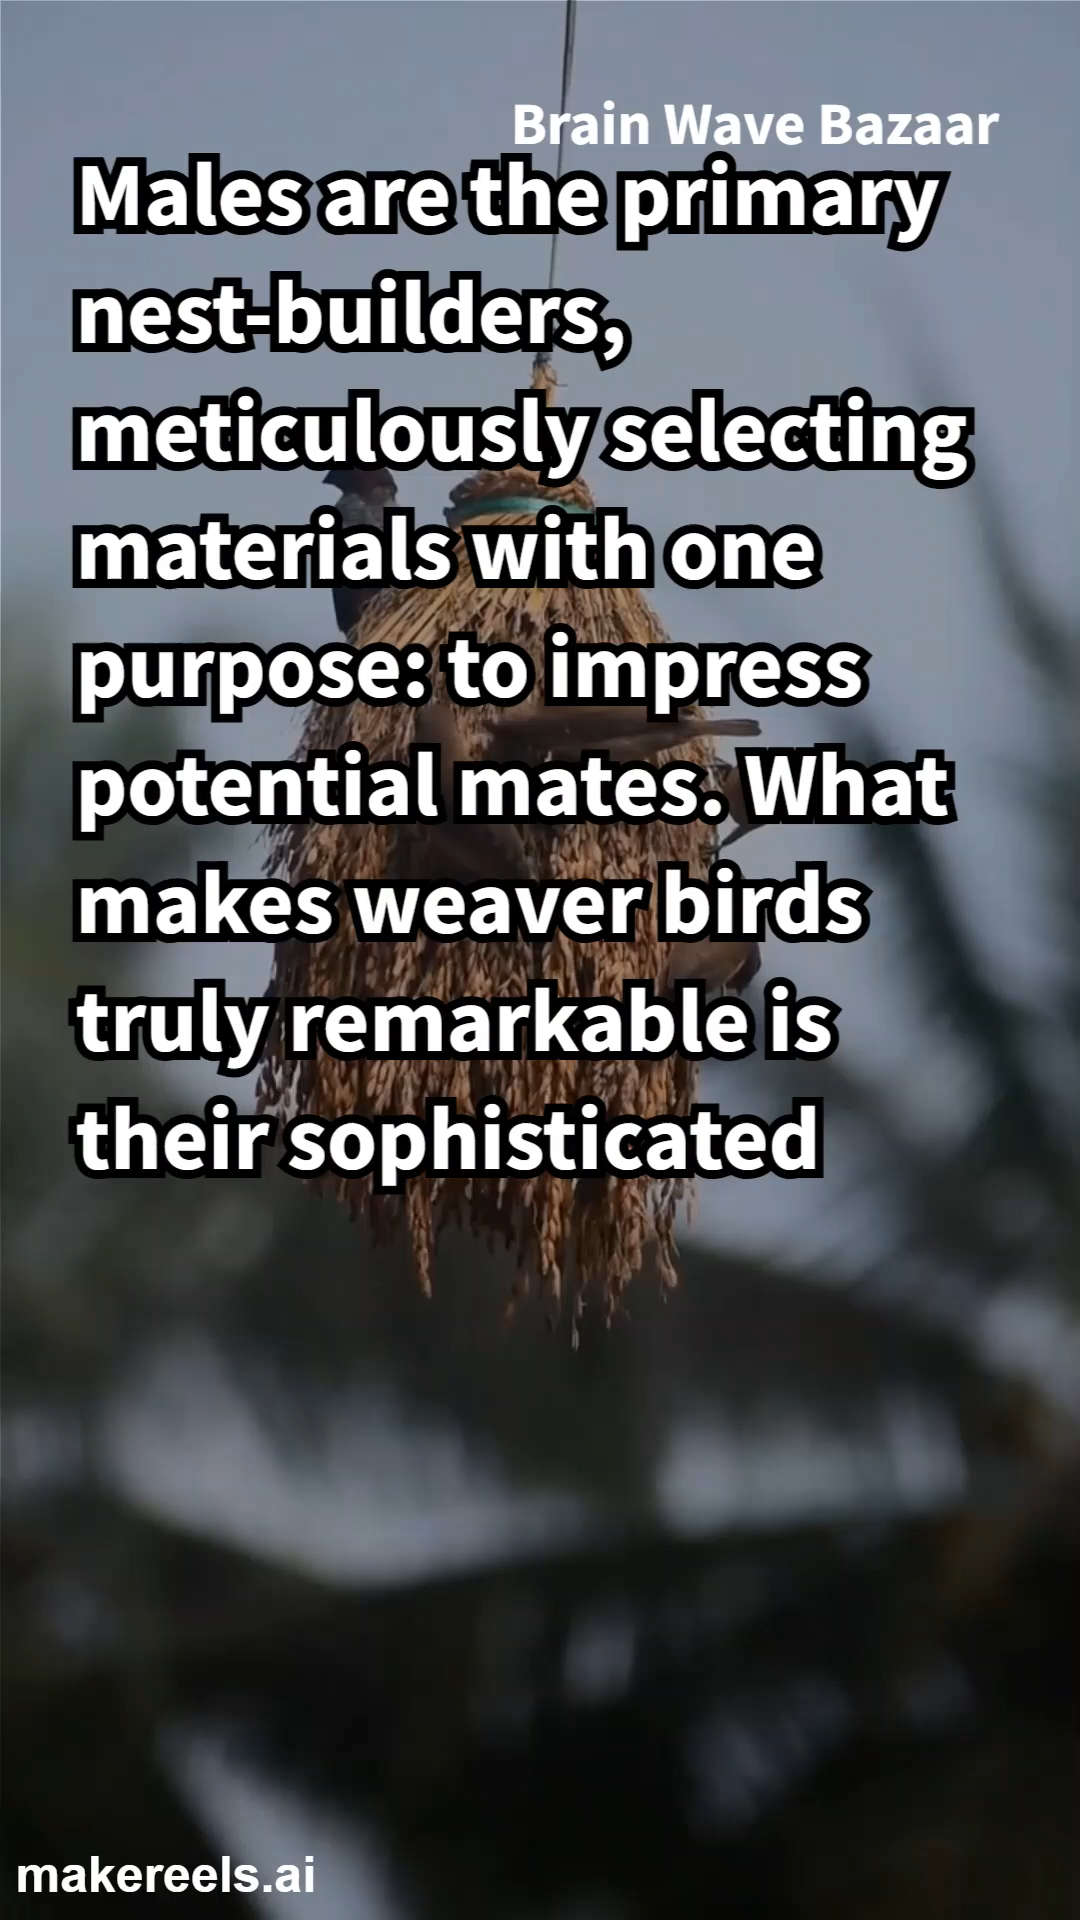 Brain Wave Bazaar
Males are the primary
nest-builders,
meticulously selecting
materials with one
purpose: to impress
potential mates. What
makes weaver birds
truly remarkable is
their sophisticated
makereels.ai